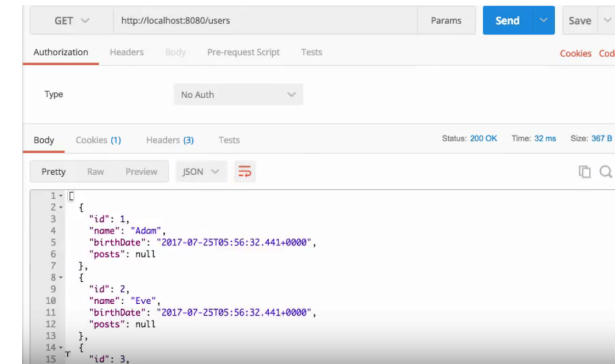 GET http://localhost:8080/users Params Send Save
Authorization Headers Body Pre-request Script Tests Cookies Cod
Type No Auth
Body Cookies (1) Headers (3) Tests Status: 200 OK Time: 32 ms Size: 367 B
Pretty Raw Preview JSON
1 [
2 {
3 "id": 1,
4 "name": "Adam",
5 "birthDate": "2017-07-25T05:56:32.441+0000",
6 "posts": null
7 },
8 {
9 "id": 2,
10 "name": "Eve",
11 "birthDate": "2017-07-25T05:56:32.441+0000",
12 "posts": null
13 },
14 {
15 "id": 3,